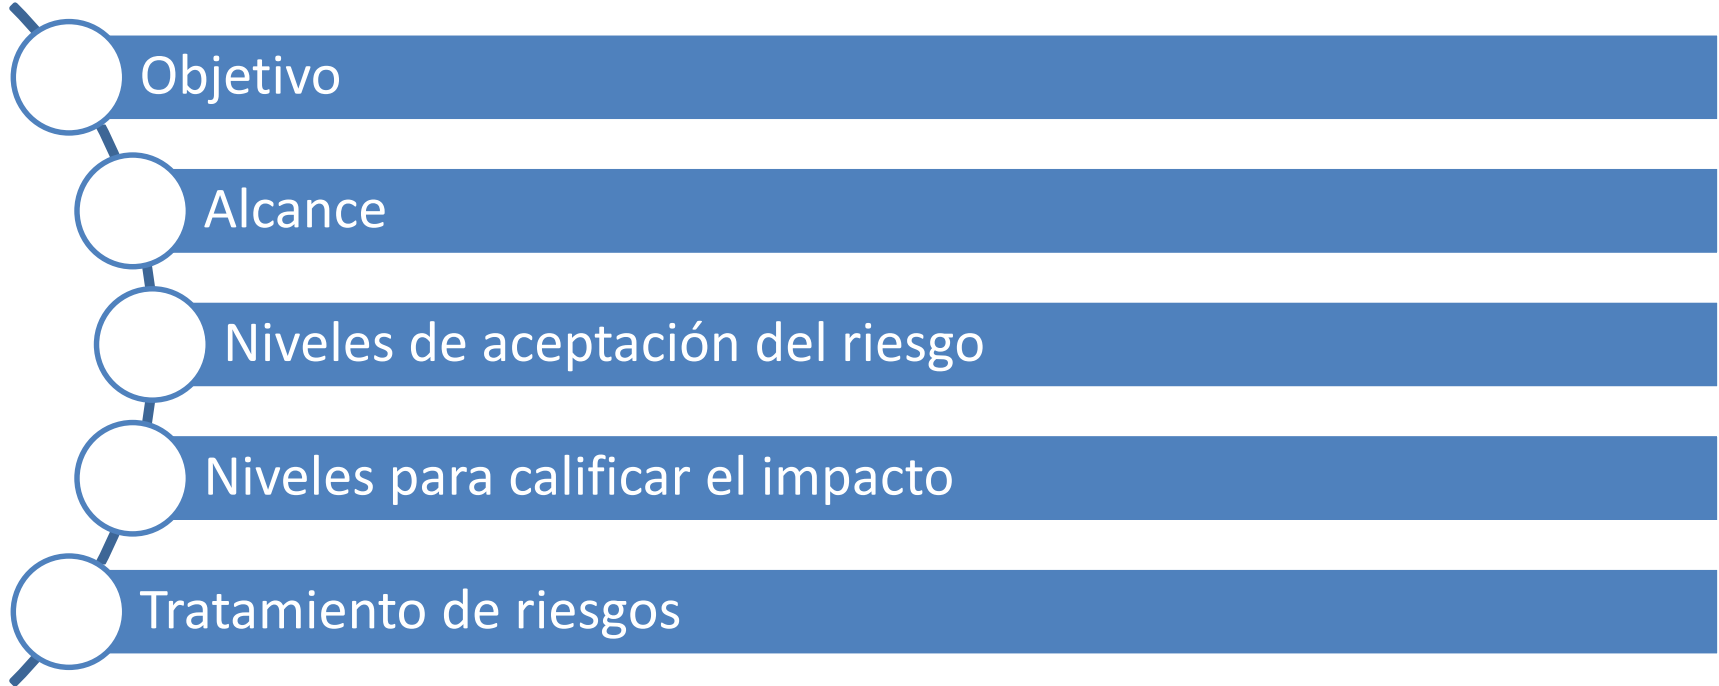 Objetivo
Alcance
Niveles de aceptación del riesgo
Niveles para calificar el impacto
Tratamiento de riesgos